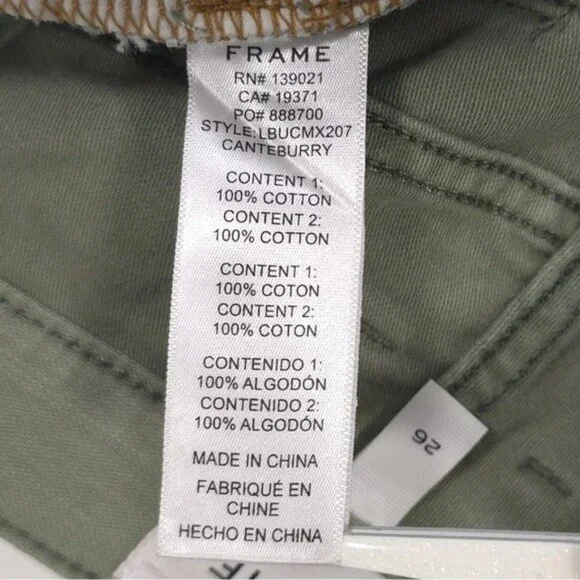 FRAME
RN# 139021
CA# 19371
PO# 888700
STYLE:LBUCMX207
CANTEBURRY
CONTENT 1:
100% COTTON
CONTENT 2:
100% COTTON
CONTENT 1:
100% COTON
CONTENT 2:
100% COTON
CONTENIDO 1:
100% ALGODÓN
CONTENIDO 2:
100% ALGODÓN
MADE IN CHINA
FABRIQUÉ EN
CHINE
HECHO EN CHINA
26